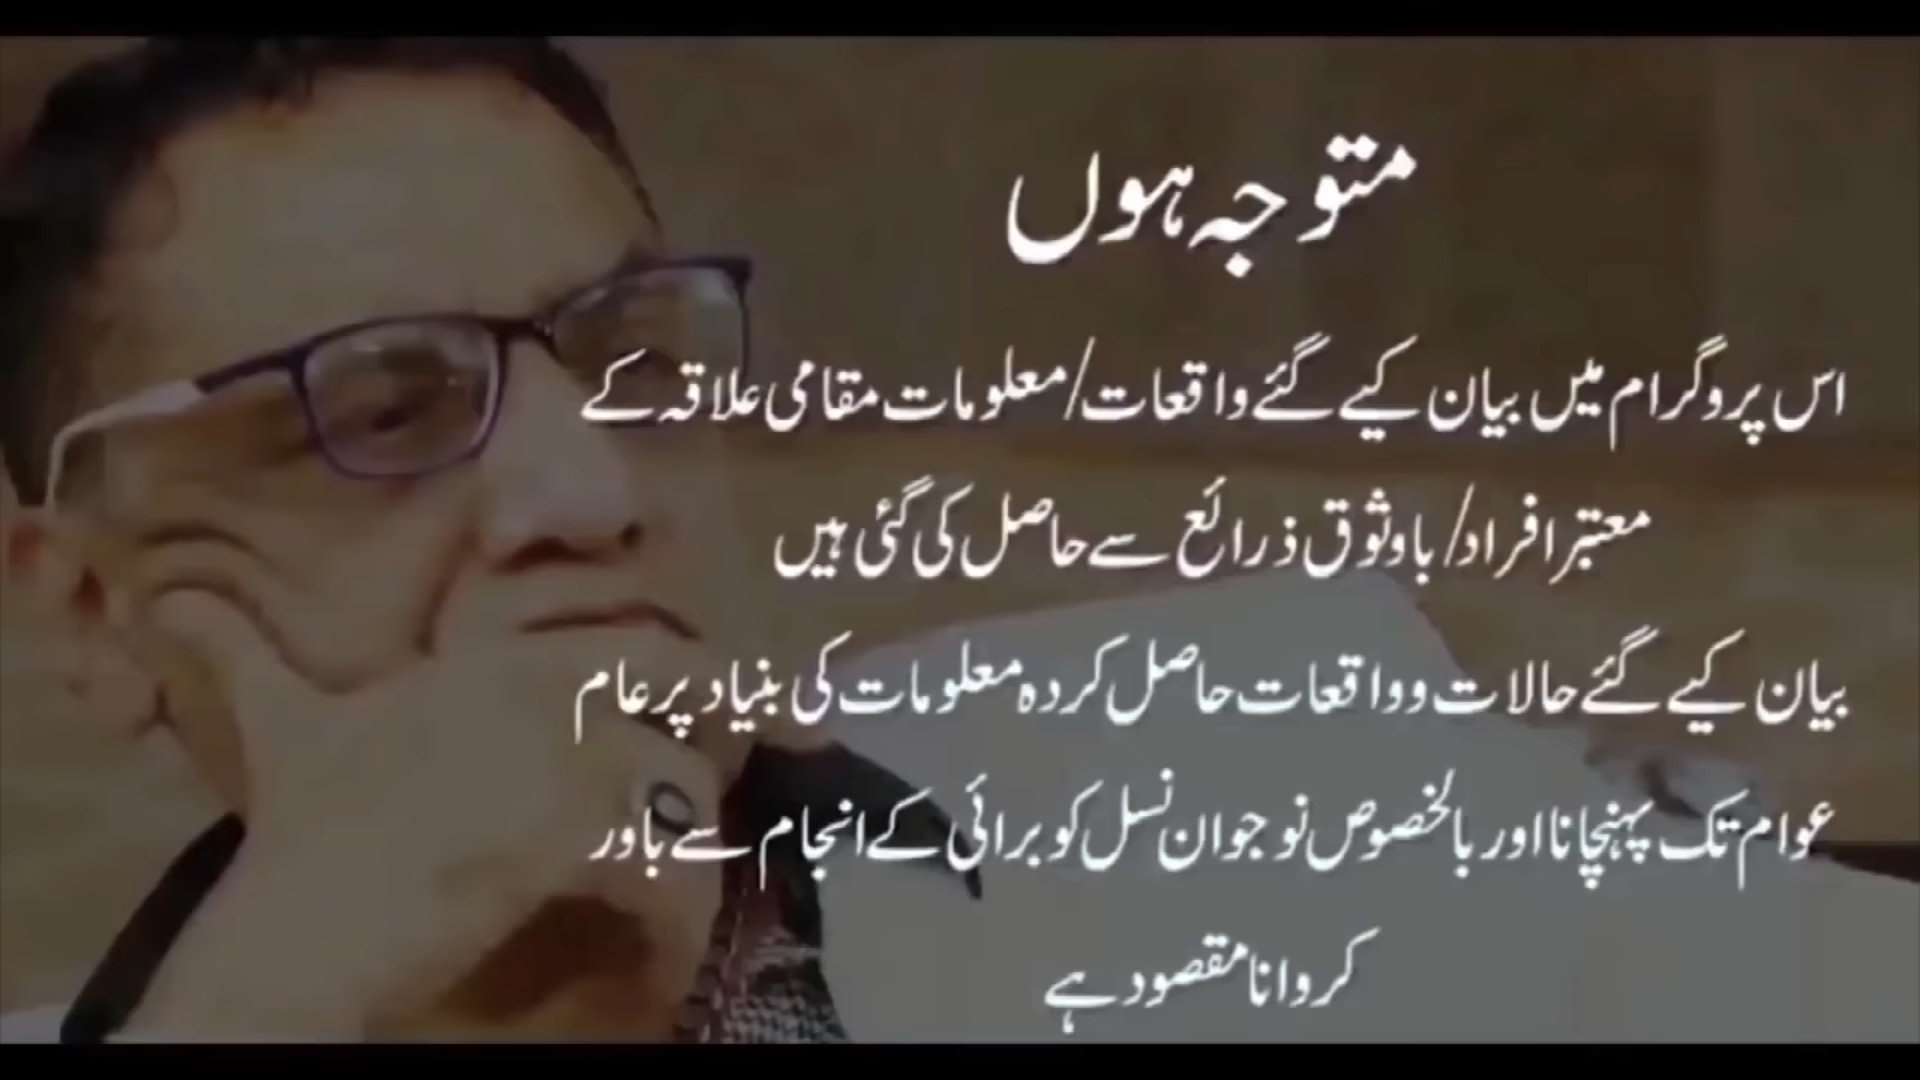 متوجہ ہوں
اس پروگرام میں بیان کیے گئے واقعات/معلومات مقامی علاقہ کے
معتبر افراد/ باوثوق ذرائع سے حاصل کی گئی ہیں
بیان کیے گئے حالات و واقعات حاصل کردہ معلومات کی بنیاد پر عام
عوام تک پہنچانا اور بالخصوص نوجوان نسل کو برائی کے انجام سے باور
کروانا مقصود ہے